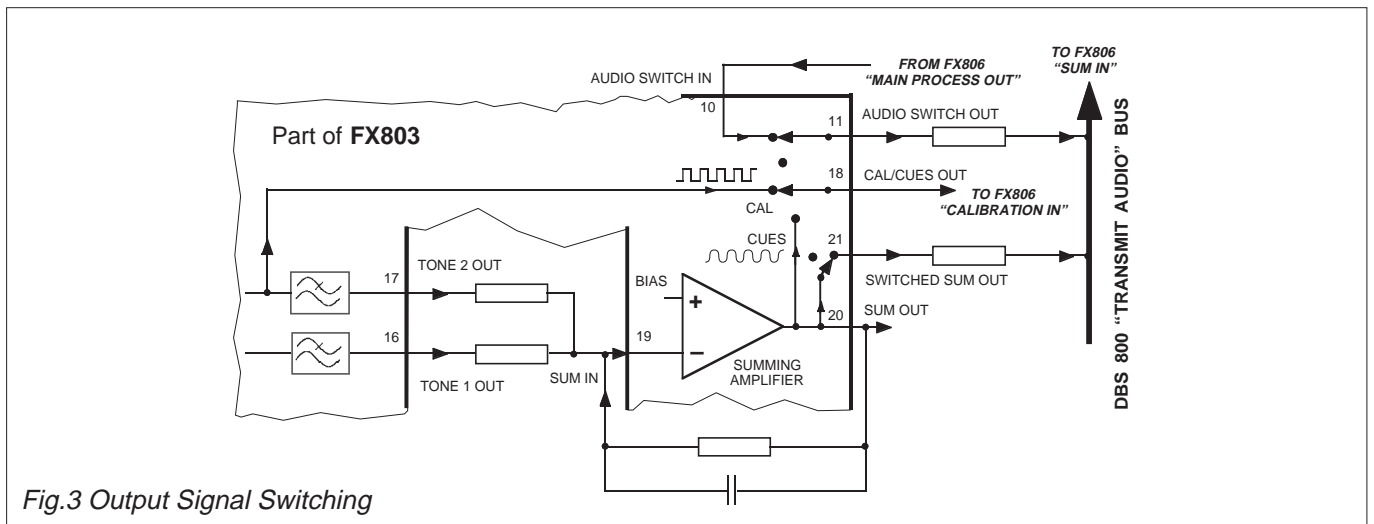 TO FX806
“SUM IN”
FROM FX806
“MAIN PROCESS OUT”
AUDIO SWITCH IN
10
Part of FX803
11
AUDIO SWITCH OUT
18
CAL/CUES OUT
TO FX806
“CALIBRATION IN”
CAL
CUES
21
SWITCHED SUM OUT
17
TONE 2 OUT
BIAS
+
SUM OUT
20
16
19
−
TONE 1 OUT
SUM IN
SUMMING
AMPLIFIER
DBS 800 “TRANSMIT AUDIO” BUS
Fig.3 Output Signal Switching